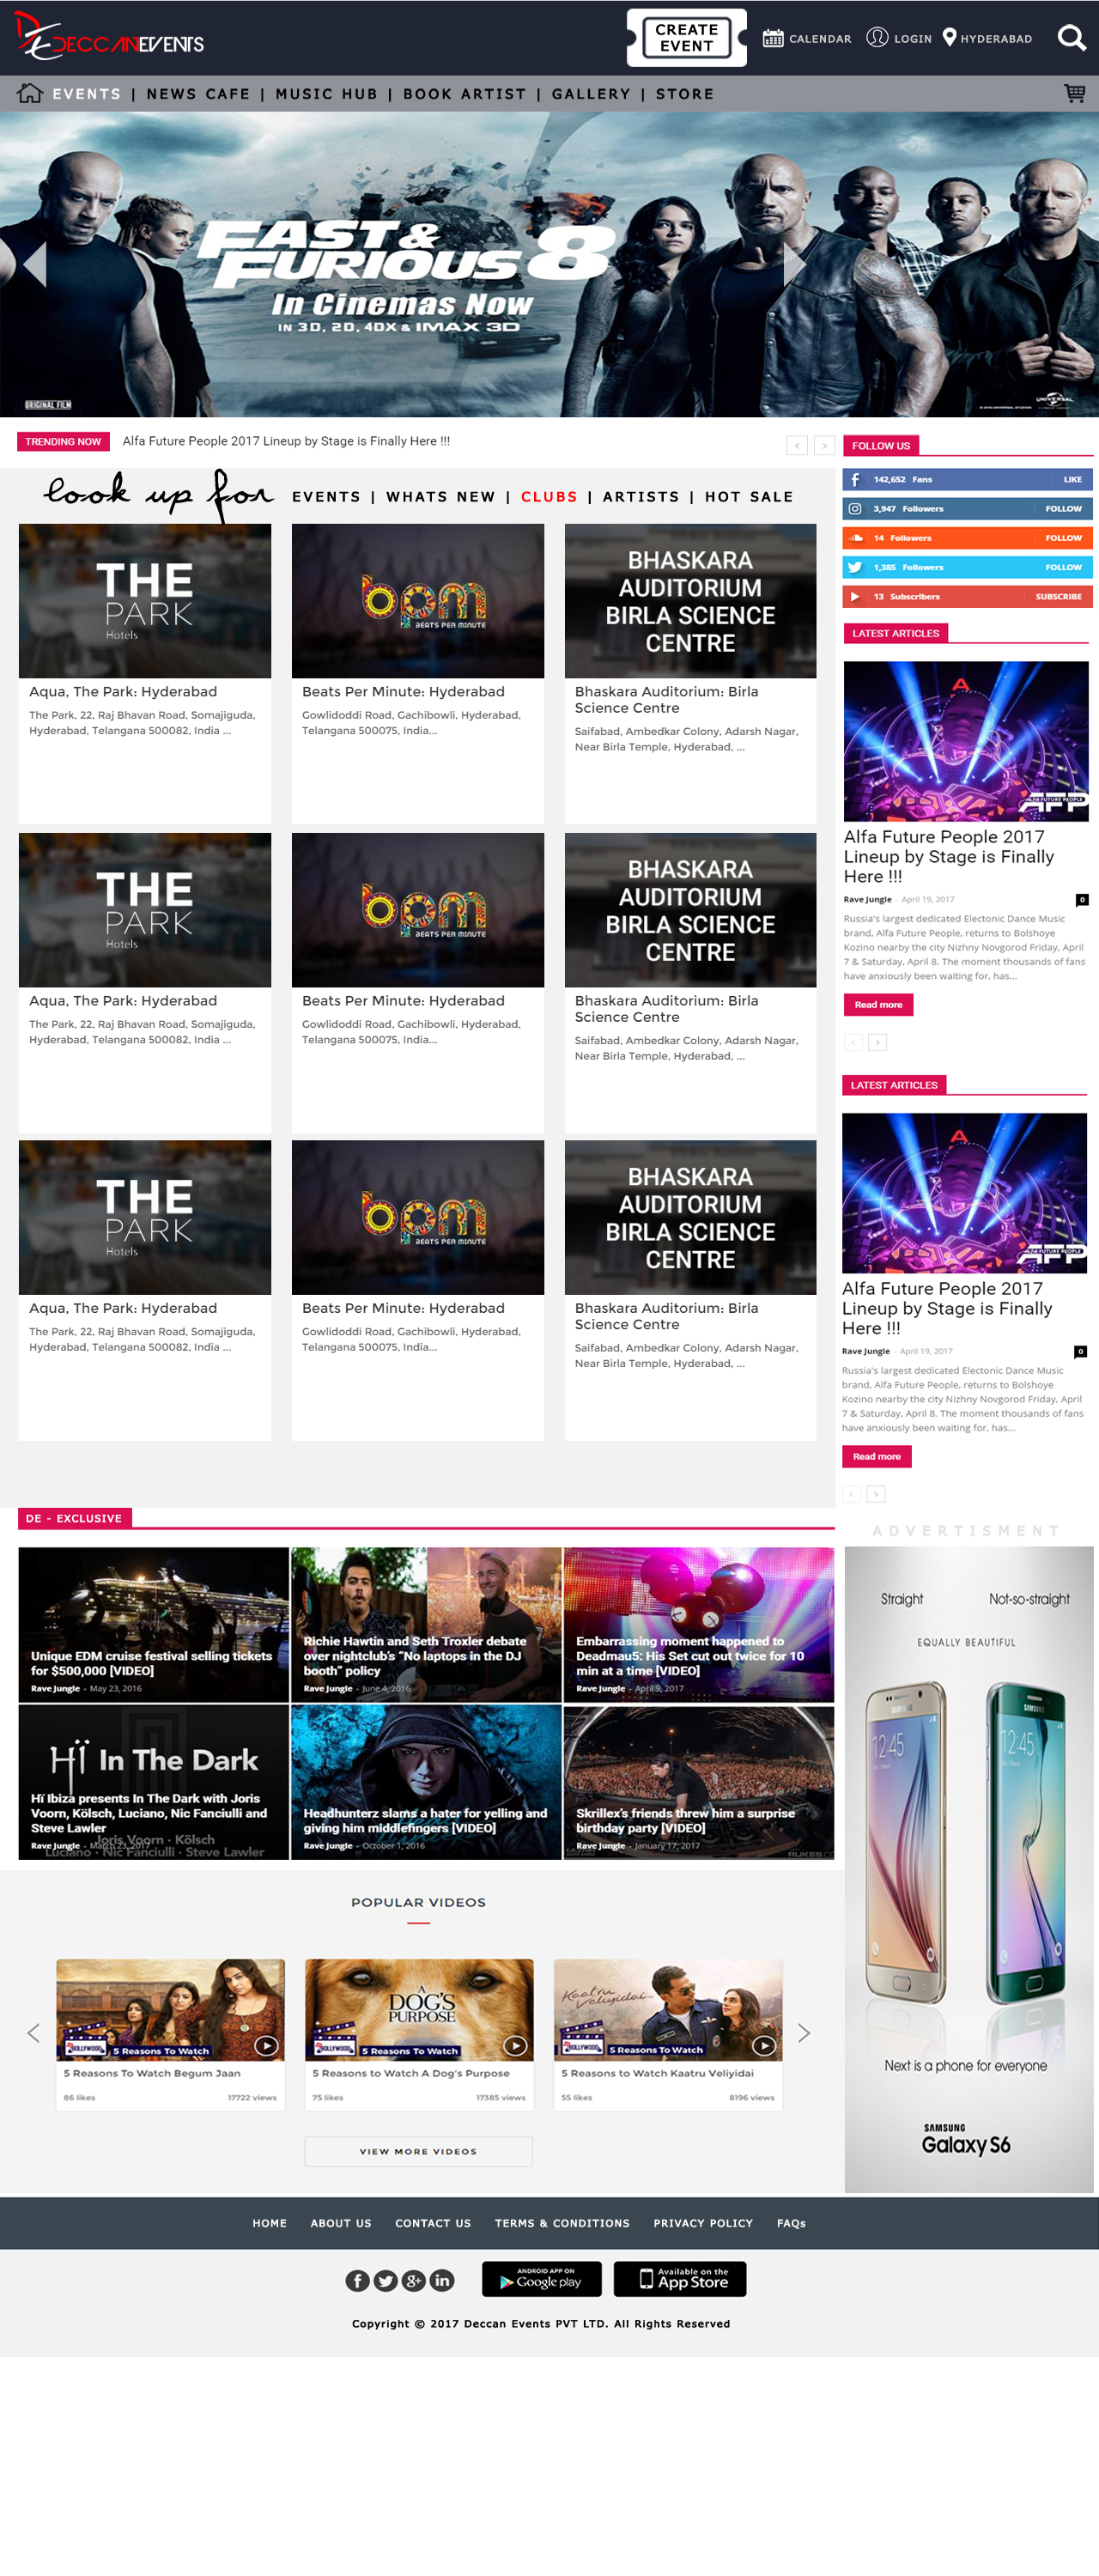 DECCANEVENTS
CREATE
EVENT
CALENDAR
LOGIN
HYDERABAD
EVENTS | NEWS CAFE | MUSIC HUB | BOOK ARTIST | GALLERY | STORE
FAST &
FURIOUS 8
In Cinemas Now
IN 3D, 2D, 4DX & IMAX 3D
ORIGINAL FILM
UNIVERSAL
TRENDING NOW
Alfa Future People 2017 Lineup by Stage is Finally Here !!!
look up for EVENTS | WHATS NEW | CLUBS | ARTISTS | HOT SALE
THE
PARK
Hotels
Aqua, The Park: Hyderabad
The Park, 22, Raj Bhavan Road, Somajiguda,
Hyderabad, Telangana 500082, India ...
bpm
BEATS PER MINUTE
Beats Per Minute: Hyderabad
Gowlidoddi Road, Gachibowli, Hyderabad,
Telangana 500075, India...
BHASKARA
AUDITORIUM
BIRLA SCIENCE
CENTRE
Bhaskara Auditorium: Birla
Science Centre
Saifabad, Ambedkar Colony, Adarsh Nagar,
Near Birla Temple, Hyderabad, ...
THE
PARK
Hotels
Aqua, The Park: Hyderabad
The Park, 22, Raj Bhavan Road, Somajiguda,
Hyderabad, Telangana 500082, India ...
bpm
BEATS PER MINUTE
Beats Per Minute: Hyderabad
Gowlidoddi Road, Gachibowli, Hyderabad,
Telangana 500075, India...
BHASKARA
AUDITORIUM
BIRLA SCIENCE
CENTRE
Bhaskara Auditorium: Birla
Science Centre
Saifabad, Ambedkar Colony, Adarsh Nagar,
Near Birla Temple, Hyderabad, ...
THE
PARK
Hotels
Aqua, The Park: Hyderabad
The Park, 22, Raj Bhavan Road, Somajiguda,
Hyderabad, Telangana 500082, India ...
bpm
BEATS PER MINUTE
Beats Per Minute: Hyderabad
Gowlidoddi Road, Gachibowli, Hyderabad,
Telangana 500075, India...
BHASKARA
AUDITORIUM
BIRLA SCIENCE
CENTRE
Bhaskara Auditorium: Birla
Science Centre
Saifabad, Ambedkar Colony, Adarsh Nagar,
Near Birla Temple, Hyderabad, ...
FOLLOW US
142,652 Fans LIKE
3,947 Followers FOLLOW
14 Followers FOLLOW
1,385 Followers FOLLOW
13 Subscribers SUBSCRIBE
LATEST ARTICLES
ALFA FUTURE PEOPLE
AFP
Alfa Future People 2017
Lineup by Stage is Finally
Here !!!
Rave Jungle - April 19, 2017 0
Russia's largest dedicated Electonic Dance Music
brand, Alfa Future People, returns to Bolshoye
Kozino nearby the city Nizhny Novgorod Friday, April
7 & Saturday, April 8. The moment thousands of fans
have anxiously been waiting for, has...
Read more
LATEST ARTICLES
ALFA FUTURE PEOPLE
AFP
Alfa Future People 2017
Lineup by Stage is Finally
Here !!!
Rave Jungle - April 19, 2017 0
Russia's largest dedicated Electonic Dance Music
brand, Alfa Future People, returns to Bolshoye
Kozino nearby the city Nizhny Novgorod Friday, April
7 & Saturday, April 8. The moment thousands of fans
have anxiously been waiting for, has...
Read more
DE - EXCLUSIVE
Unique EDM cruise festival selling tickets
for $500,000 [VIDEO]
Rave Jungle - May 23, 2016
Richie Hawtin and Seth Troxler debate
over nightclub's "No laptops in the DJ
booth" policy
Rave Jungle - June 4, 2016
Embarrassing moment happened to
Deadmau5: His Set cut out twice for 10
min at a time [VIDEO]
Rave Jungle - April 9, 2017
Hï In The Dark
Hï Ibiza presents In The Dark with Joris
Voorn, Kölsch, Luciano, Nic Fanciulli and
Steve Lawler
Rave Jungle - March 23, 2017
Joris Voorn · Kölsch
Luciano · Nic Fanciulli · Steve Lawler
Headhunterz slams a hater for yelling and
giving him middlefingers [VIDEO]
Rave Jungle - October 1, 2016
Skrillex's friends threw him a surprise
birthday party [VIDEO]
Rave Jungle - January 17, 2017
RUKES.C
ADVERTISMENT
Straight Not-so-straight
EQUALLY BEAUTIFUL
SAMSUNG
12:45
SAMSUNG
12:45
Next is a phone for everyone
SAMSUNG
Galaxy S6
POPULAR VIDEOS
BOLLYWOOD
5 Reasons To Watch
5 Reasons To Watch Begum Jaan
86 likes 17722 views
A
DOG'S
PURPOSE
BOLLYWOOD
5 Reasons To Watch
5 Reasons to Watch A Dog's Purpose
75 likes 17385 views
Kaatru
Veliyidai..
BOLLYWOOD
5 Reasons To Watch
5 Reasons to Watch Kaatru Veliyidai
55 likes 8196 views
VIEW MORE VIDEOS
HOME ABOUT US CONTACT US TERMS & CONDITIONS PRIVACY POLICY FAQs
ANDROID APP ON
Google play
Available on the
App Store
Copyright © 2017 Deccan Events PVT LTD. All Rights Reserved